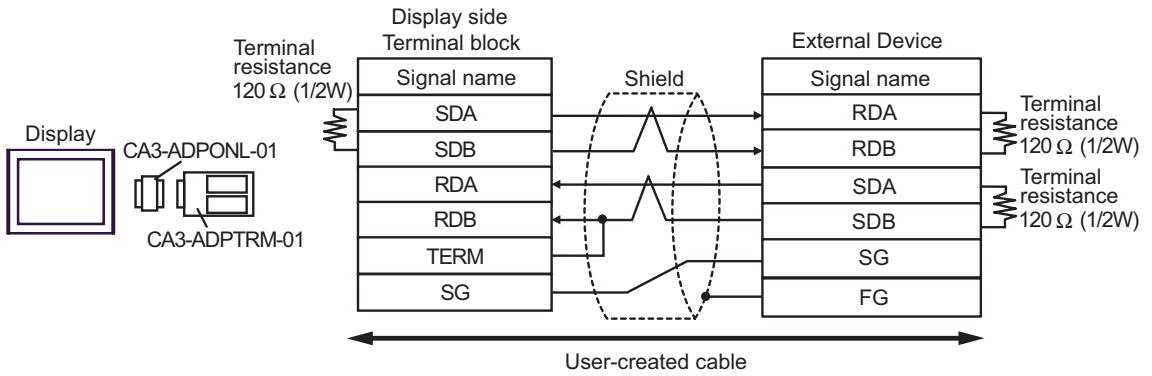 Display
CA3-ADPONL-01
CA3-ADPTRM-01
Terminal
resistance
120 Ω (1/2W)
Display side
Terminal block
Signal name
SDA
SDB
RDA
RDB
TERM
SG
Shield
External Device
Signal name
RDA
RDB
SDA
SDB
SG
FG
Terminal
resistance
120 Ω (1/2W)
Terminal
resistance
120 Ω (1/2W)
User-created cable